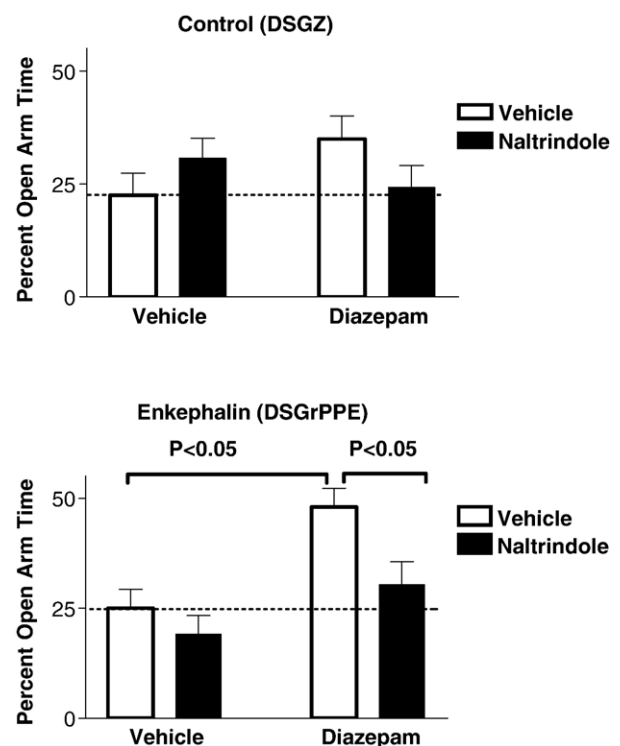 Control (DSGZ)
Percent Open Arm Time
50
25
0
Vehicle
Naltrindole
Vehicle
Diazepam
Enkephalin (DSGrPPE)
P<0.05
P<0.05
Percent Open Arm Time
50
25
0
Vehicle
Naltrindole
Vehicle
Diazepam